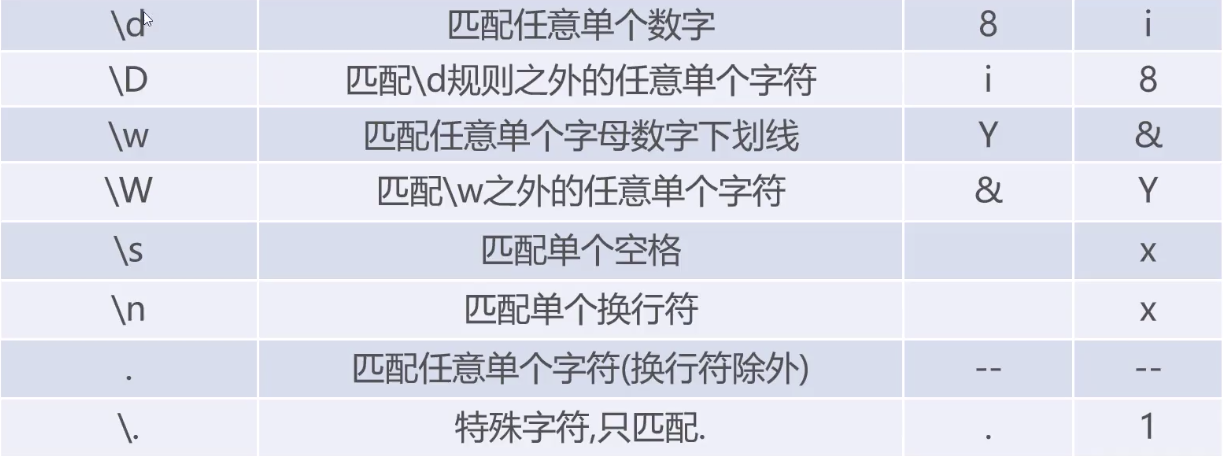 \d 匹配任意单个数字 8 i
\D 匹配\d规则之外的任意单个字符 i 8
\w 匹配任意单个字母数字下划线 Y &
\W 匹配\w之外的任意单个字符 & Y
\s 匹配单个空格 x
\n 匹配单个换行符 x
. 匹配任意单个字符(换行符除外) -- --
\. 特殊字符,只匹配. . 1